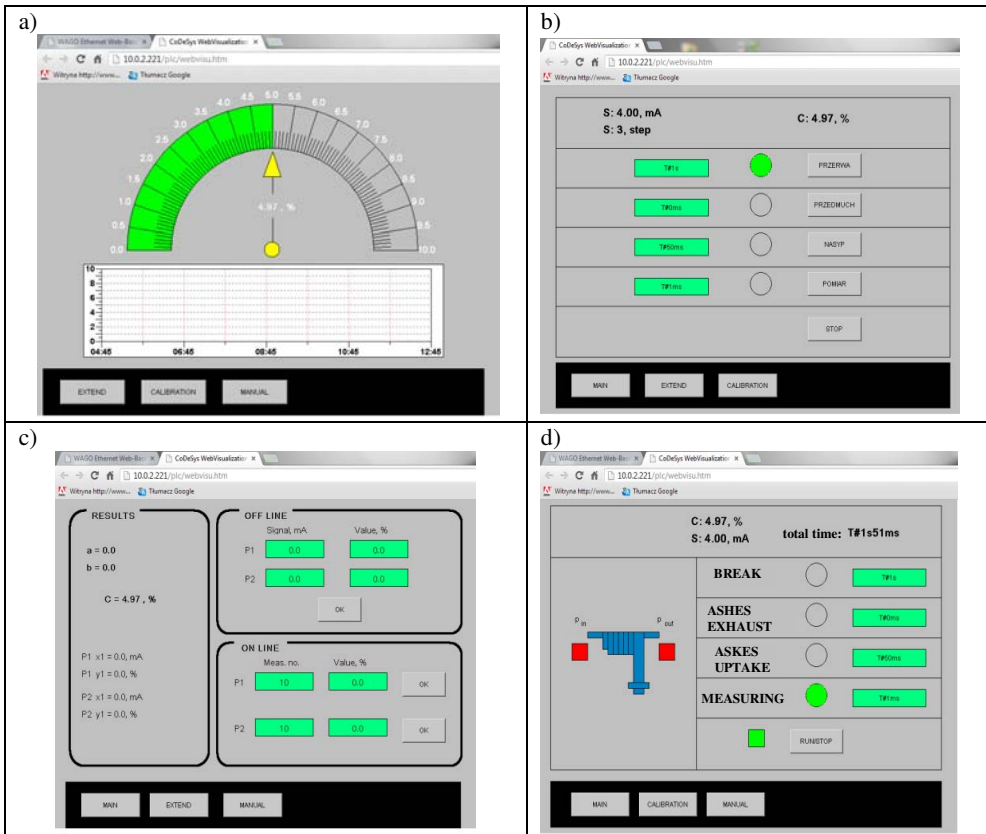 a)
WAGO Ethernet Web-Bas × CoDeSys WebVisualization ×
10.0.2.221/plc/webvisu.htm
Witryna http://www... Tłumacz Google
0.0 0.5 1.0 1.5 2.0 2.5 3.0 3.5 4.0 4.5 5.0 5.5 6.0 6.5 7.0 7.5 8.0 8.5 9.0 9.5 10.0
4.97 , %
10
8
6
4
2
0
04:45 06:45 08:45 10:45 12:45
EXTEND CALIBRATION MANUAL
b)
CoDeSys WebVisualization ×
10.0.2.221/plc/webvisu.htm
Witryna http://www... Tłumacz Google
S: 4.00, mA
S: 3, step
C: 4.97, %
T#1s PRZERWA
T#0ms PRZEDMUCH
T#50ms NASYP
T#1ms POMIAR
STOP
MAIN EXTEND CALIBRATION
c)
WAGO Ethernet Web-Bas × CoDeSys WebVisualization ×
10.0.2.221/plc/webvisu.htm
Witryna http://www... Tłumacz Google
RESULTS
a = 0.0
b = 0.0
C = 4.97 , %
P1 x1 = 0.0, mA
P1 y1 = 0.0, %
P2 x1 = 0.0, mA
P2 y1 = 0.0, %
OFF LINE
Signal, mA Value, %
P1 0.0 0.0
P2 0.0 0.0
OK
ON LINE
Meas. no. Value, %
P1 10 0.0 OK
P2 10 0.0 OK
MAIN EXTEND MANUAL
d)
WAGO Ethernet Web-Bas × CoDeSys WebVisualization ×
10.0.2.221/plc/webvisu.htm
Witryna http://www... Tłumacz Google
C: 4.97, %
S: 4.00, mA
total time: T#1s51ms
p in p out
BREAK T#1s
ASHES
EXHAUST T#0ms
ASKES
UPTAKE T#50ms
MEASURING T#1ms
RUN/STOP
MAIN CALIBRATION MANUAL